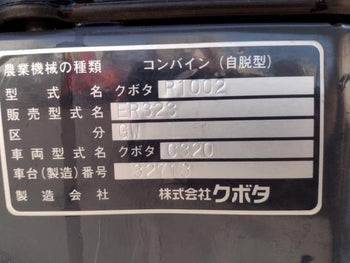 農業機械の種類 コンバイン（自脱型）
型式名 クボタ R1002
販売型式名 ER323
区分 GW
車両型式名 クボタ C320
車台（製造）番号 32713
製造会社 株式会社クボタ